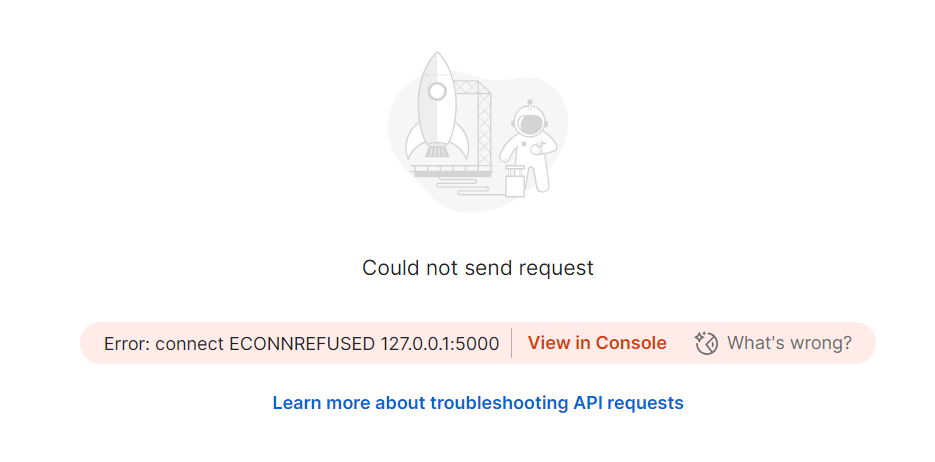 Could not send request
Error: connect ECONNREFUSED 127.0.0.1:5000 View in Console What's wrong?
Learn more about troubleshooting API requests